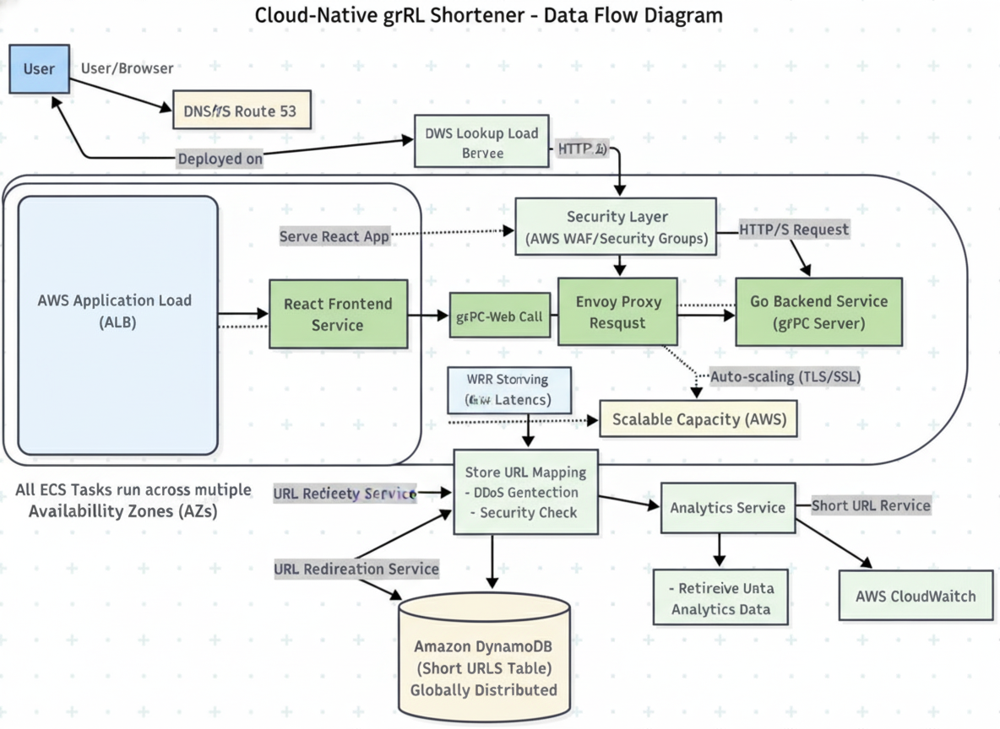 Cloud-Native grRL Shortener - Data Flow Diagram
User
User/Browser
Route 53
DWS Lookup Load
Bervee
HTTP
Deployed on
Security Layer
(AWS WAF/Security Groups)
HTTP/S Request
Serve React App
AWS Application Load
(ALB)
React Frontend
Service
Web Call
Envoy Proxy
Resqust
Go Backend Service
(grPC Server)
WRR
Latencs)
Auto-scaling (TLS/SSL)
Scalable Capacity (AWS)
Store URL Mapping
- DDoS Gentection
- Security Check
All ECS Tasks run across mutiple
Availabillity Zones (AZs)
URL Reciecty Service
Analytics Service
Short URL Rervice
URL Redireation Service
- Retireive Unta
Analytics Data
AWS CloudWaitch
Amazon DynamoDB
(Short URLS Table)
Globally Distributed